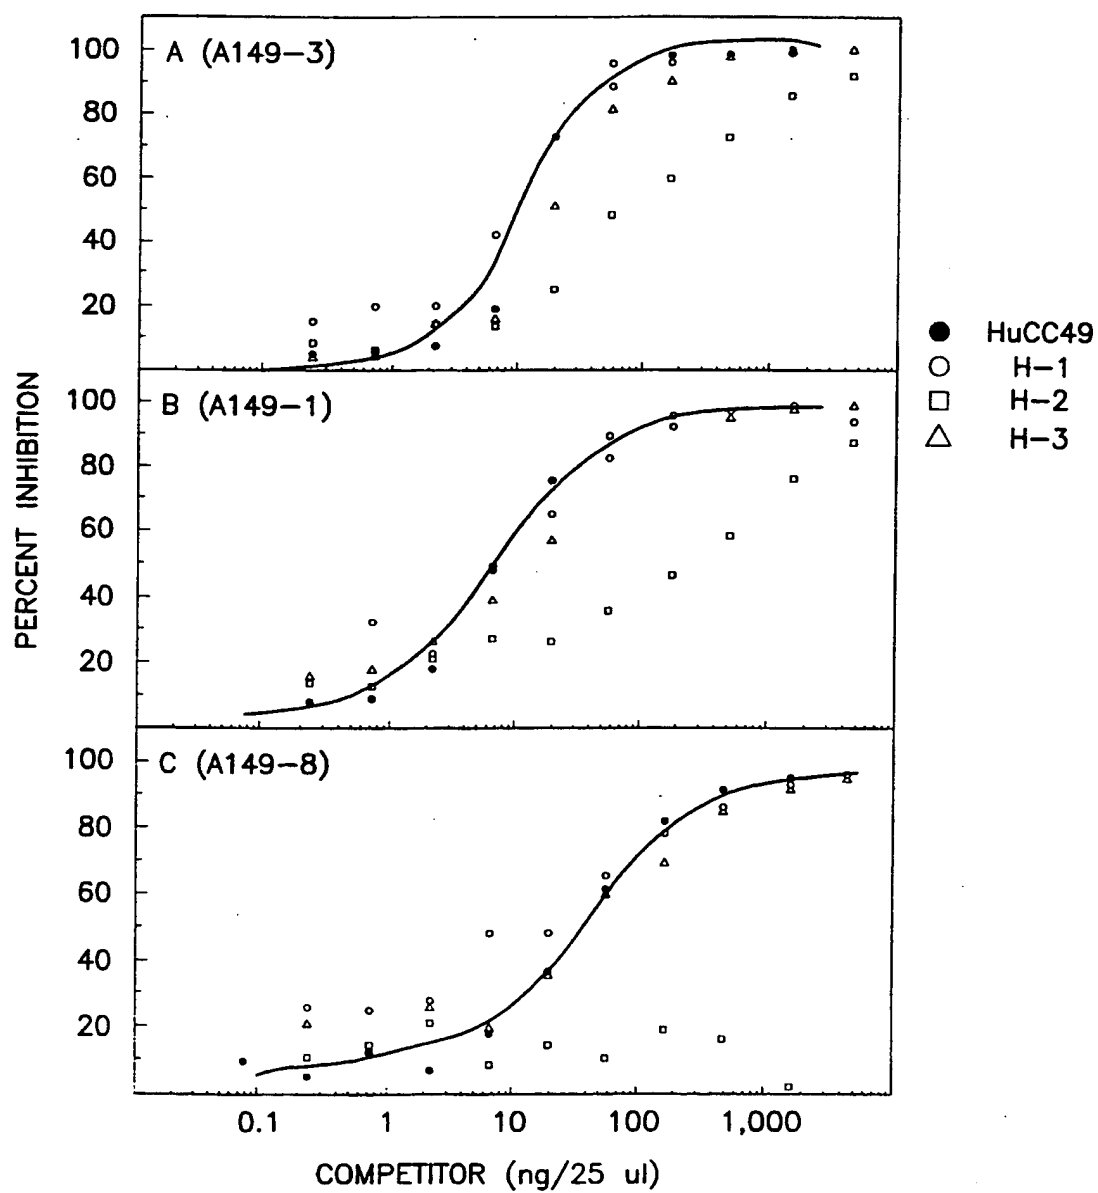 A (A149-3)
100
80
60
40
20
B (A149-1)
100
80
60
40
20
C (A149-8)
100
80
60
40
20
0.1 1 10 100 1,000
COMPETITOR (ng/25 ul)
PERCENT INHIBITION
HuCC49
H-1
H-2
H-3